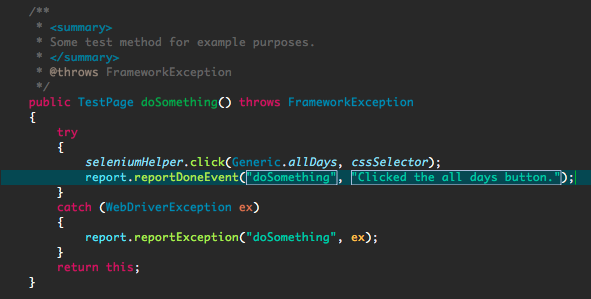 /**
 * <summary>
 * Some test method for example purposes.
 * </summary>
 * @throws FrameworkException
 */
public TestPage doSomething() throws FrameworkException
{
    try
    {
        seleniumHelper.click(Generic.allDays, cssSelector);
        report.reportDoneEvent("doSomething", "Clicked the all days button.");
    }
    catch (WebDriverException ex)
    {
        report.reportException("doSomething", ex);
    }
    return this;
}